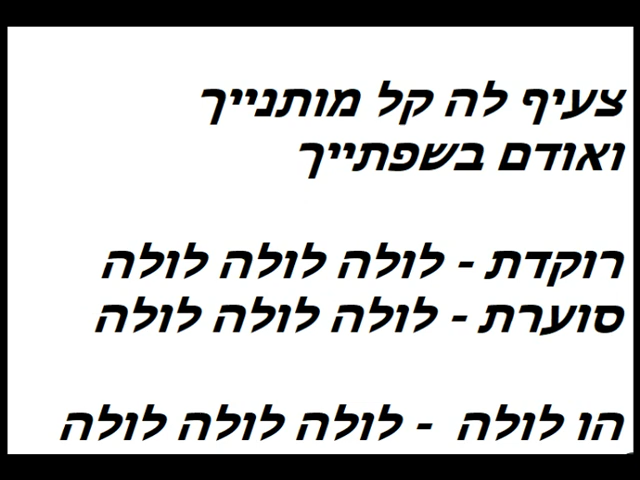 צעיף לה קל מותנייך
ואודם בשפתייך
רוקדת - לולה לולה לולה
סוערת - לולה לולה לולה
הו לולה - לולה לולה לולה